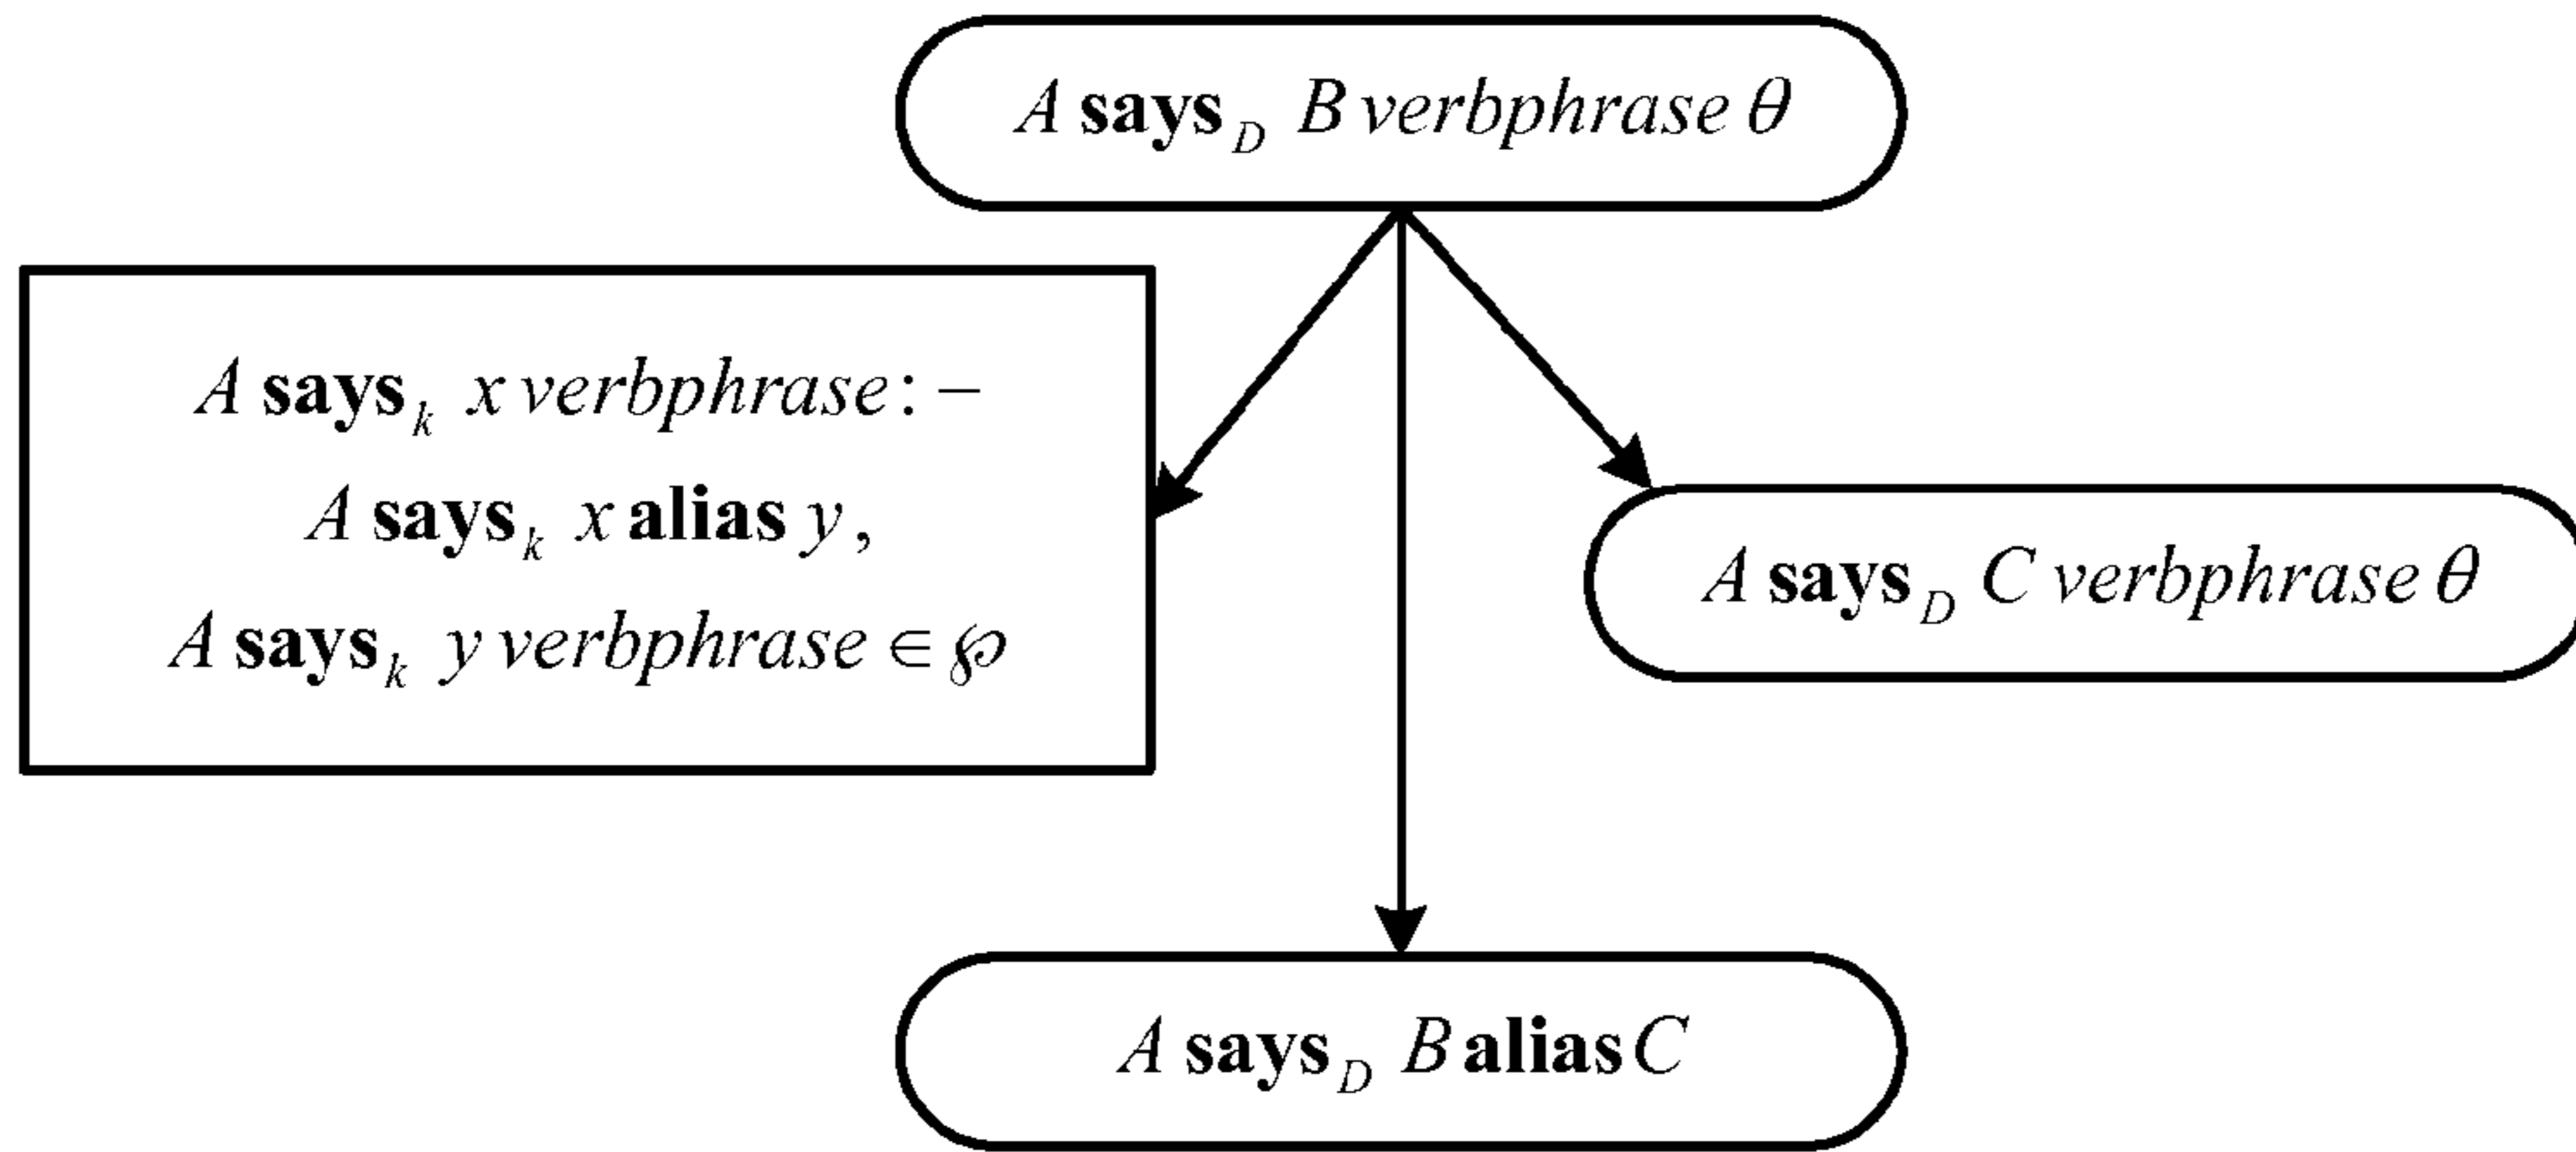 A says_D B verbphrase θ
A says_k x verbphrase :−
A says_k x alias y,
A says_k y verbphrase ∈ ℘
A says_D C verbphrase θ
A says_D B alias C